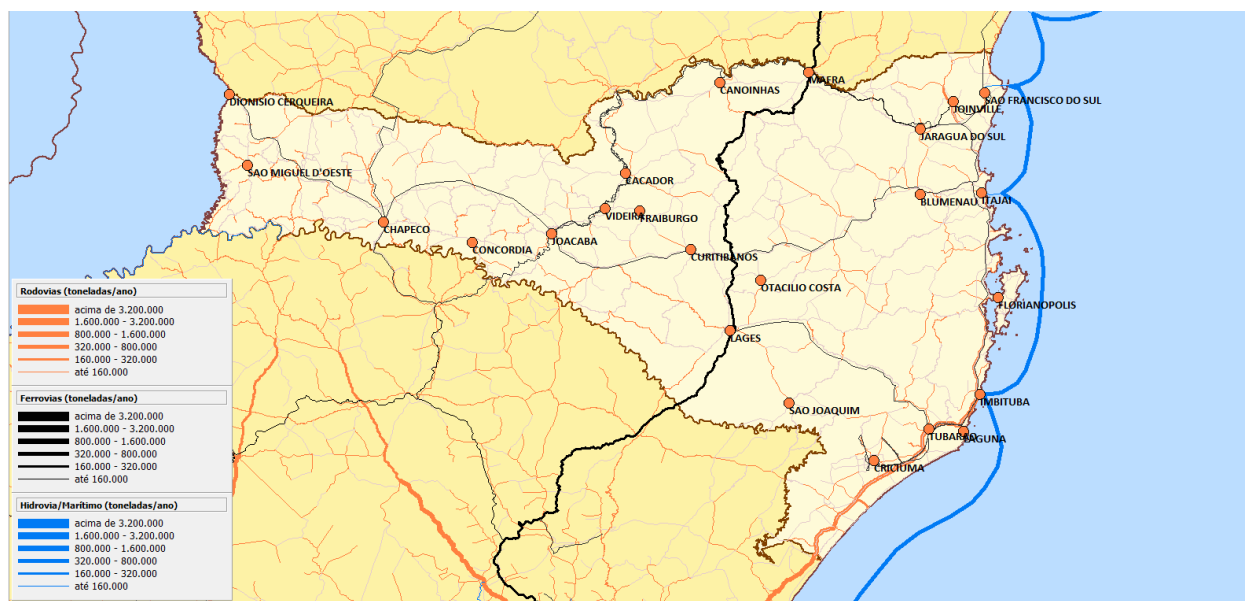 MAFRA
CANOINHAS
SAO FRANCISCO DO SUL
DIONISIO CERQUEIRA
JOINVILLE
JARAGUA DO SUL
SAO MIGUEL D'OESTE
CACADOR
BLUMENAU
ITAJAI
VIDEIRA
FRAIBURGO
CHAPECO
JOACABA
CONCORDIA
CURITIBANOS
OTACILIO COSTA
FLORIANOPOLIS
LAGES
IMBITUBA
SAO JOAQUIM
TUBARAO
LAGUNA
CRICIUMA
Rodovias (toneladas/ano)
acima de 3.200.000
1.600.000 - 3.200.000
800.000 - 1.600.000
320.000 - 800.000
160.000 - 320.000
até 160.000
Ferrovias (toneladas/ano)
acima de 3.200.000
1.600.000 - 3.200.000
800.000 - 1.600.000
320.000 - 800.000
160.000 - 320.000
até 160.000
Hidrovia/Marítimo (toneladas/ano)
acima de 3.200.000
1.600.000 - 3.200.000
800.000 - 1.600.000
320.000 - 800.000
160.000 - 320.000
até 160.000